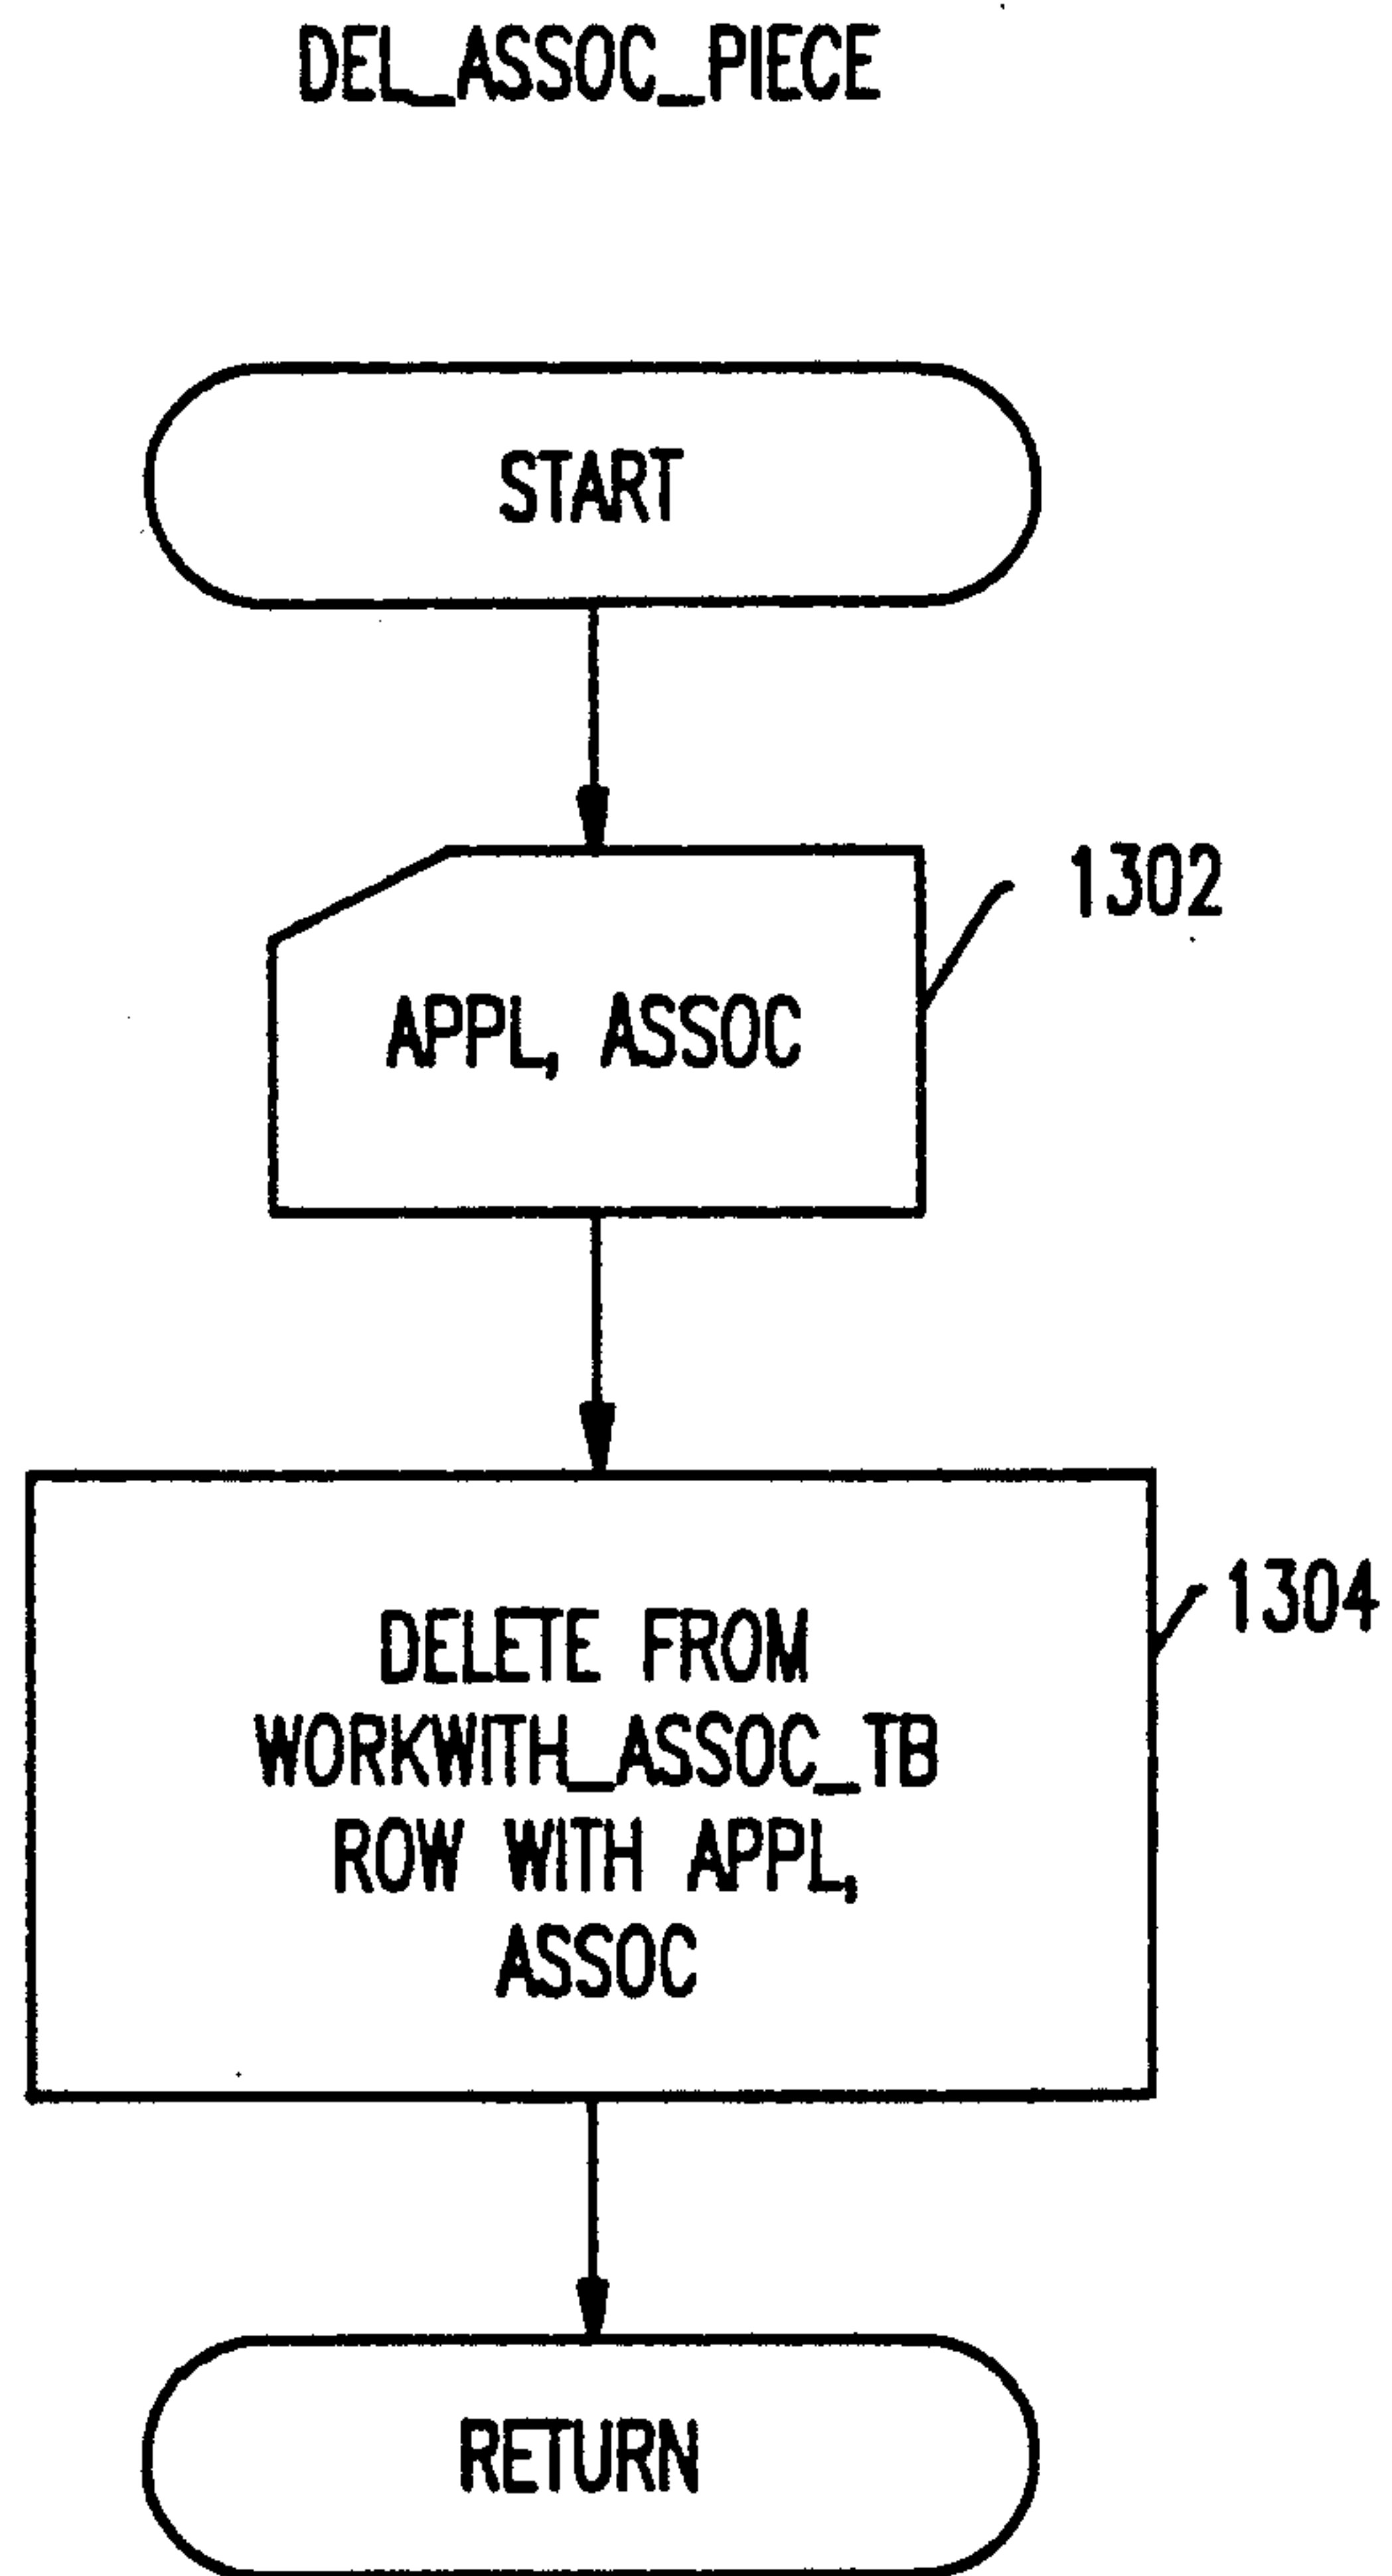 DEL_ASSOC_PIECE
START
1302
APPL, ASSOC
1304
DELETE FROM
WORKWITH_ASSOC_TB
ROW WITH APPL,
ASSOC
RETURN